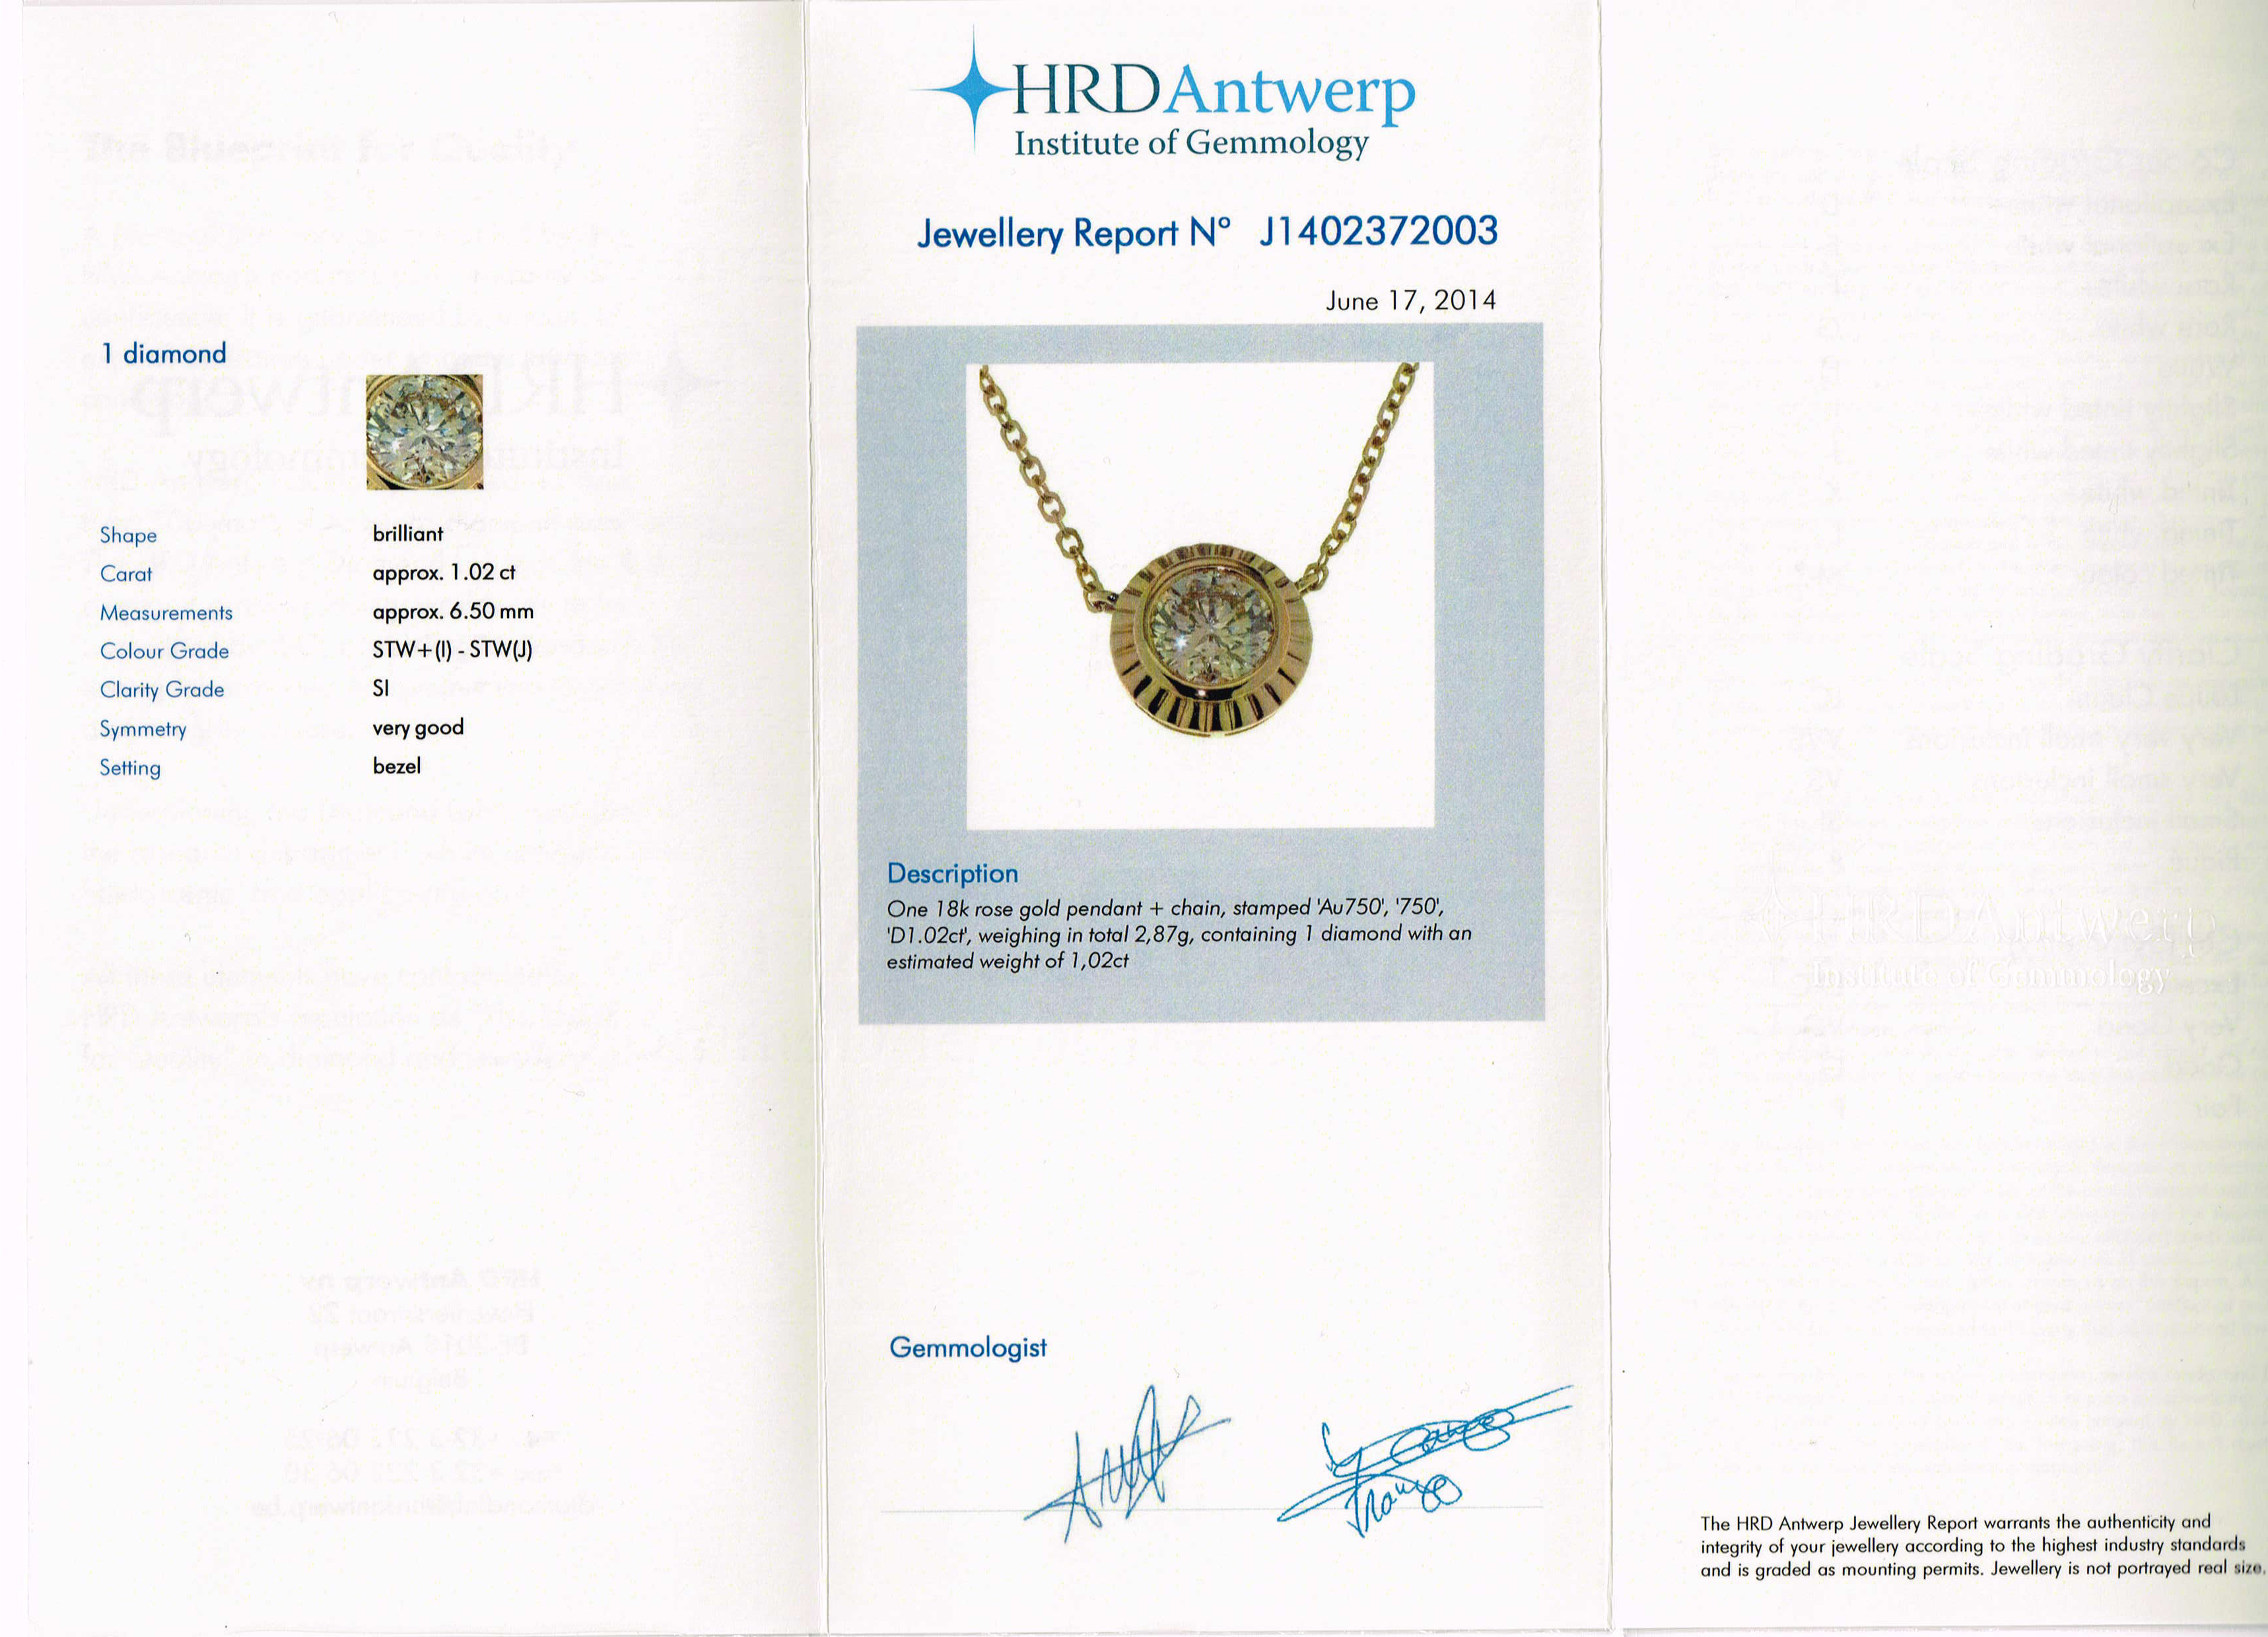 1 diamond
Shape brilliant
Carat approx. 1.02 ct
Measurements approx. 6.50 mm
Colour Grade STW+(I) - STW(J)
Clarity Grade SI
Symmetry very good
Setting bezel
HRD Antwerp
Institute of Gemmology
Jewellery Report N° J1402372003
June 17, 2014
Description
One 18k rose gold pendant + chain, stamped 'Au750', '750',
'D1.02ct', weighing in total 2,87g, containing 1 diamond with an
estimated weight of 1,02ct
Gemmologist
HRD Antwerp
Institute of Gemmology
The HRD Antwerp Jewellery Report warrants the authenticity and
integrity of your jewellery according to the highest industry standards
and is graded as mounting permits. Jewellery is not portrayed real size.